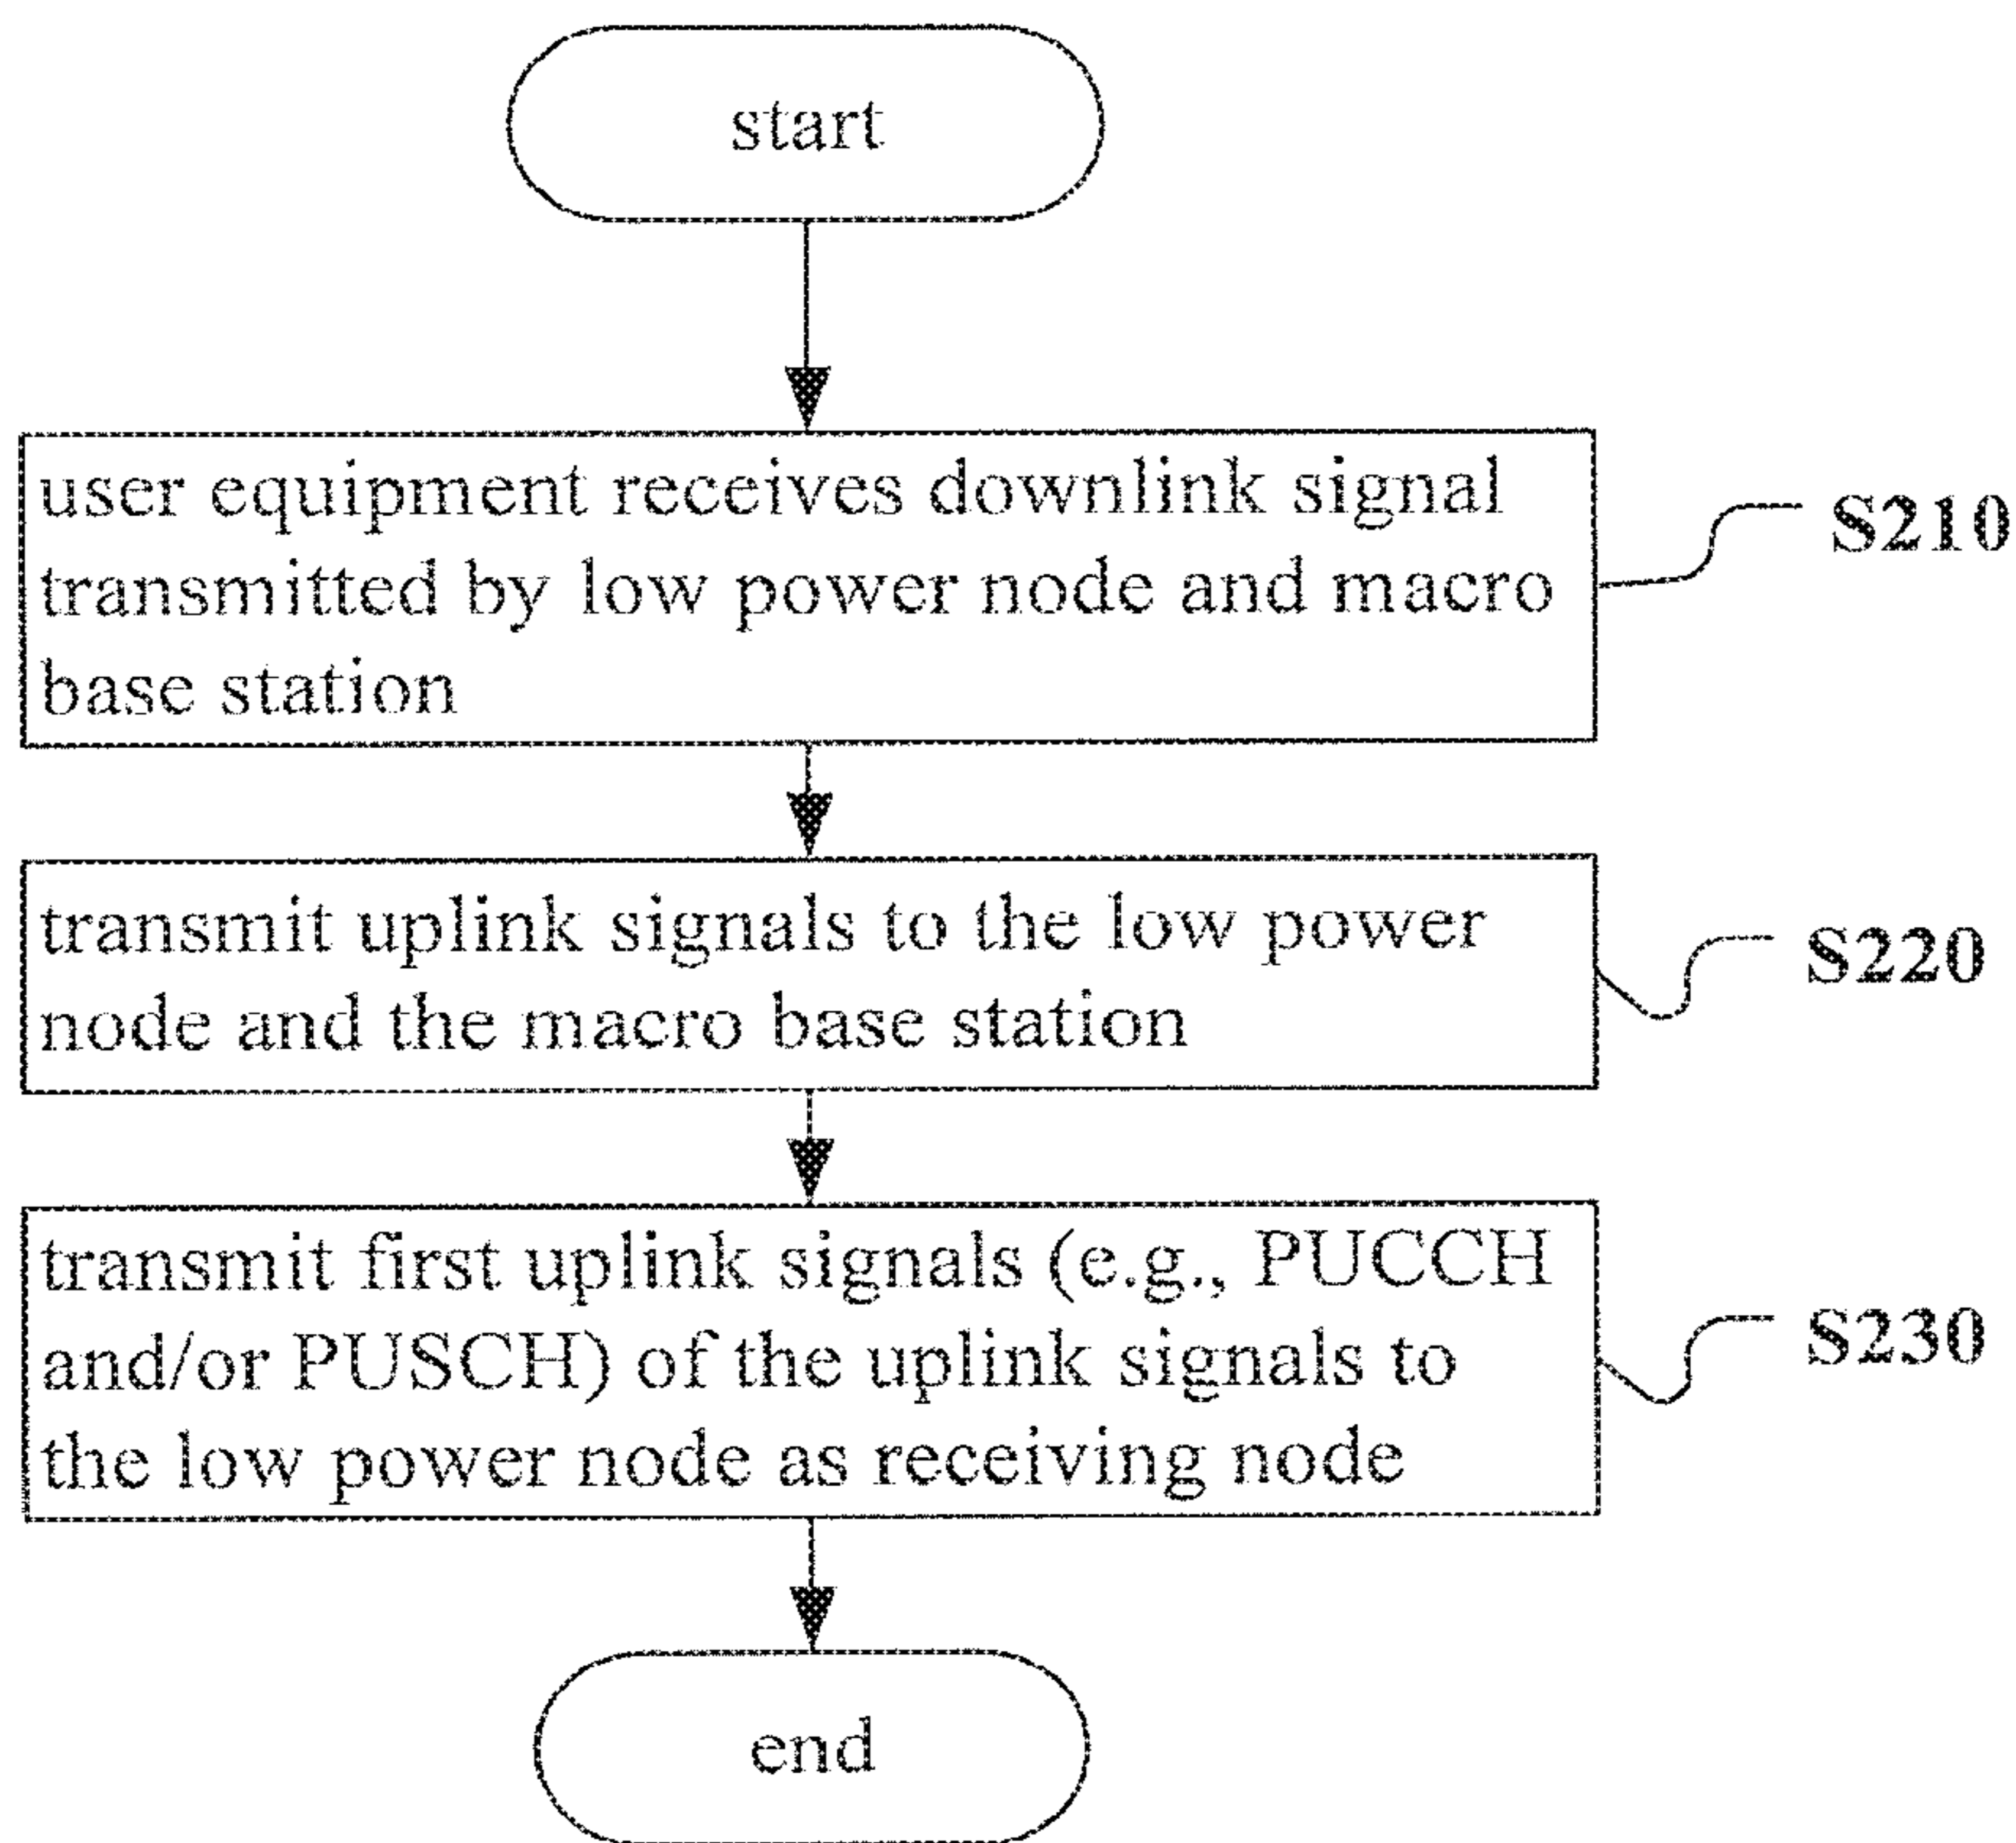 start
user equipment receives downlink signal
transmitted by low power node and macro
base station
S210
transmit uplink signals to the low power
node and the macro base station
S220
transmit first uplink signals (e.g., PUCCH
and/or PUSCH) of the uplink signals to
the low power node as receiving node
S230
end